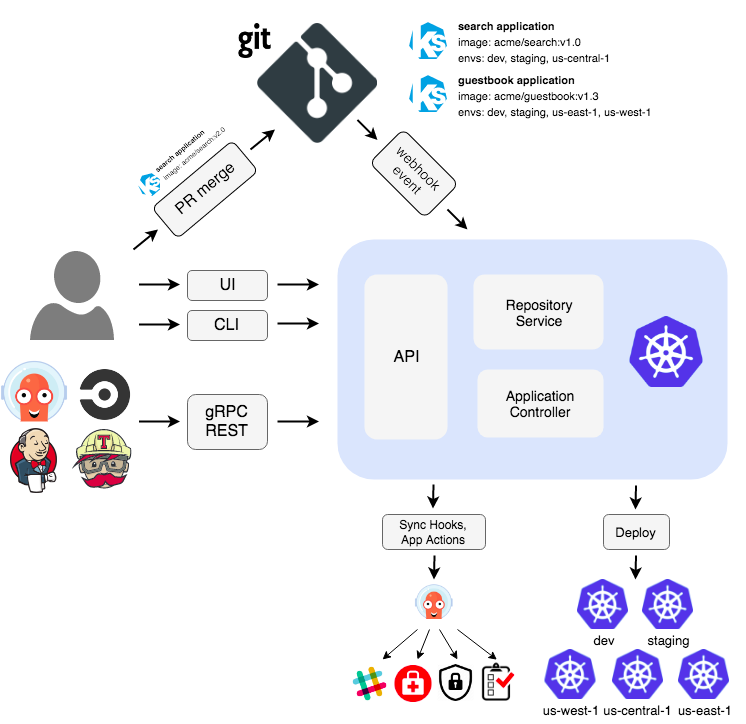 git
search application
image: acme/search:v1.0
envs: dev, staging, us-central-1
guestbook application
image: acme/guestbook:v1.3
envs: dev, staging, us-east-1, us-west-1
KS
KS
search application
image: acme/search:v2.0
KS
PR merge
webhook
event
UI
CLI
gRPC
REST
T
API
Repository
Service
Application
Controller
Sync Hooks,
App Actions
Deploy
dev
staging
us-west-1
us-central-1
us-east-1